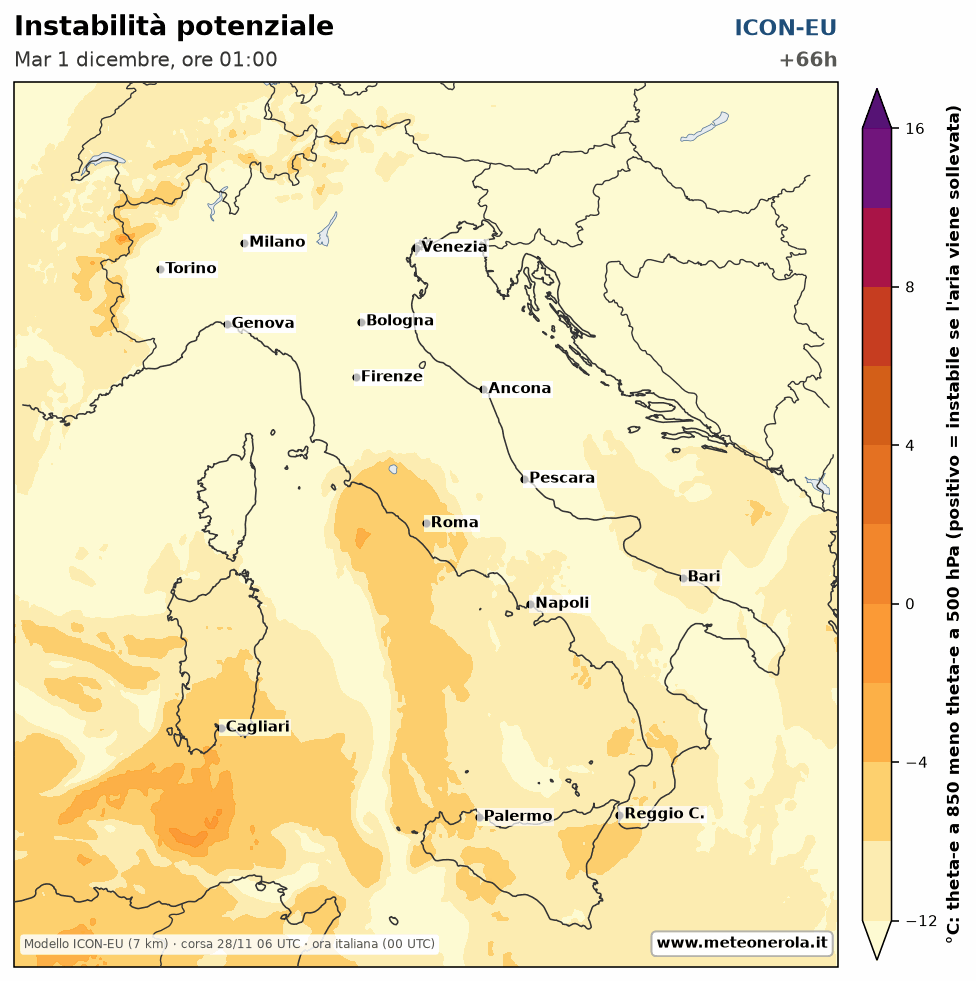 Instabilità potenziale
ICON-EU
Mar 1 dicembre, ore 01:00
+66h
Milano
Venezia
Torino
Genova
Bologna
Firenze
Ancona
Pescara
Roma
Bari
Napoli
Cagliari
Palermo
Reggio C.
16
8
4
0
−4
−12
°C: theta-e a 850 meno theta-e a 500 hPa (positivo = instabile se l'aria viene sollevata)
Modello ICON-EU (7 km) · corsa 28/11 06 UTC · ora italiana (00 UTC)
www.meteonerola.it